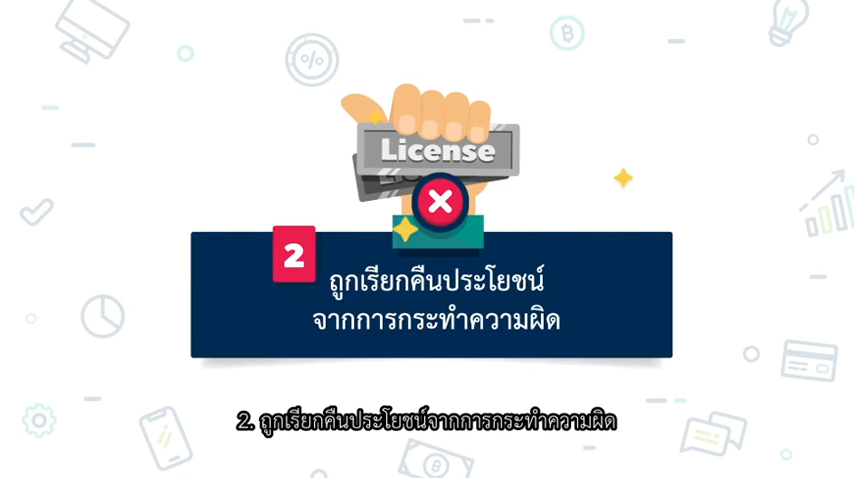 License
2
ถูกเรียกคืนประโยชน์
จากการกระทำความผิด
2. ถูกเรียกคืนประโยชน์จากการกระทำความผิด